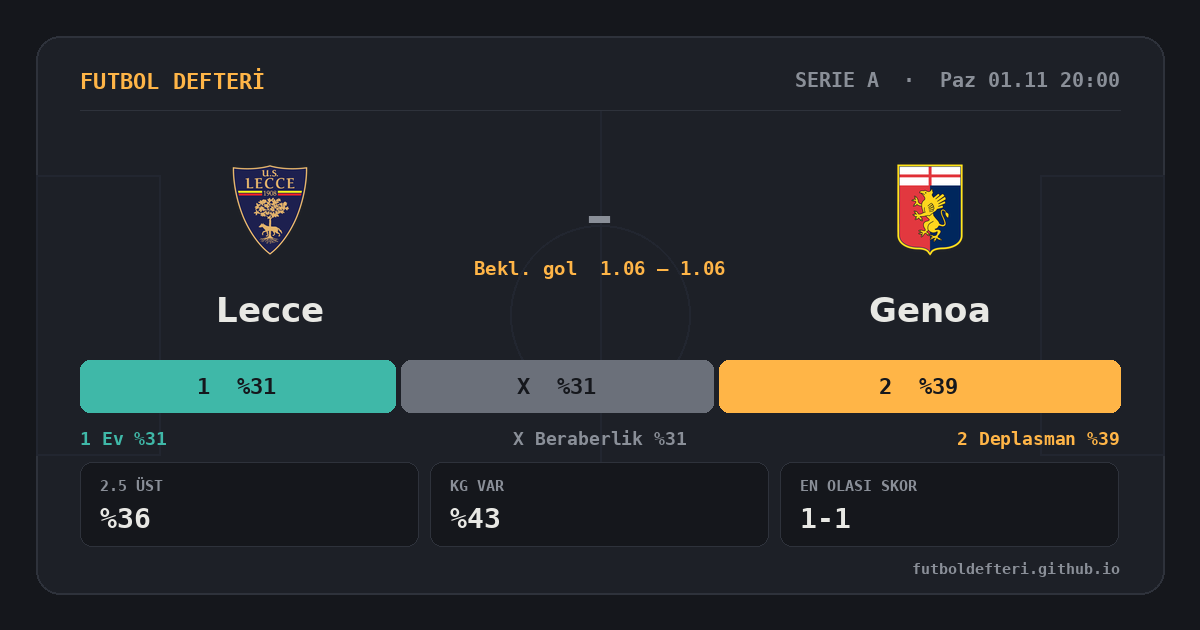 FUTBOL DEFTERİ
SERIE A · Paz 01.11 20:00
U.S.
LECCE
1908
-
Bekl. gol 1.06 — 1.06
Lecce
Genoa
1 %31
X %31
2 %39
1 Ev %31
X Beraberlik %31
2 Deplasman %39
2.5 ÜST
%36
KG VAR
%43
EN OLASI SKOR
1-1
futboldefteri.github.io